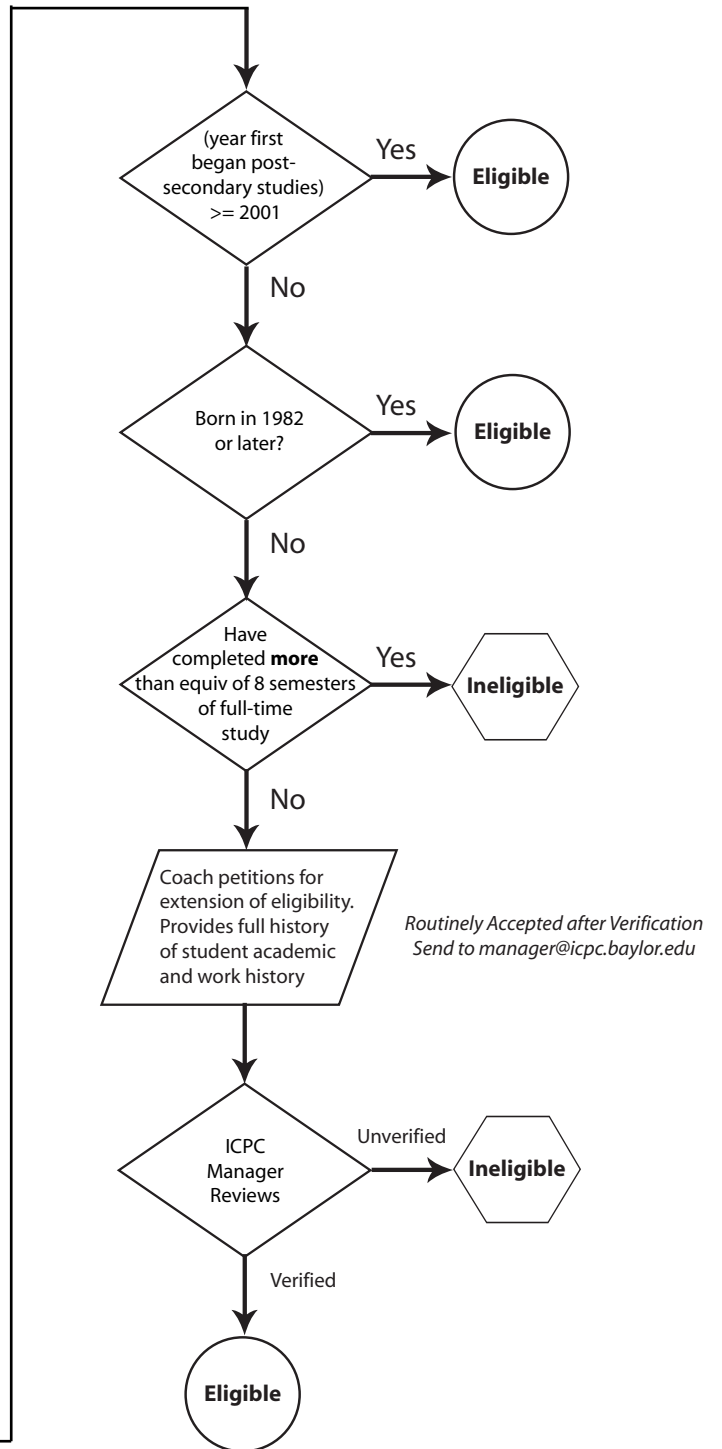 (year first
began post-
secondary studies)
>= 2001
Yes
Eligible
No
Born in 1982
or later?
Yes
Eligible
No
Have
completed more
than equiv of 8 semesters
of full-time
study
Yes
Ineligible
No
Coach petitions for
extension of eligibility.
Provides full history
of student academic
and work history
Routinely Accepted after Verification
Send to manager@icpc.baylor.edu
ICPC
Manager
Reviews
Unverified
Ineligible
Verified
Eligible